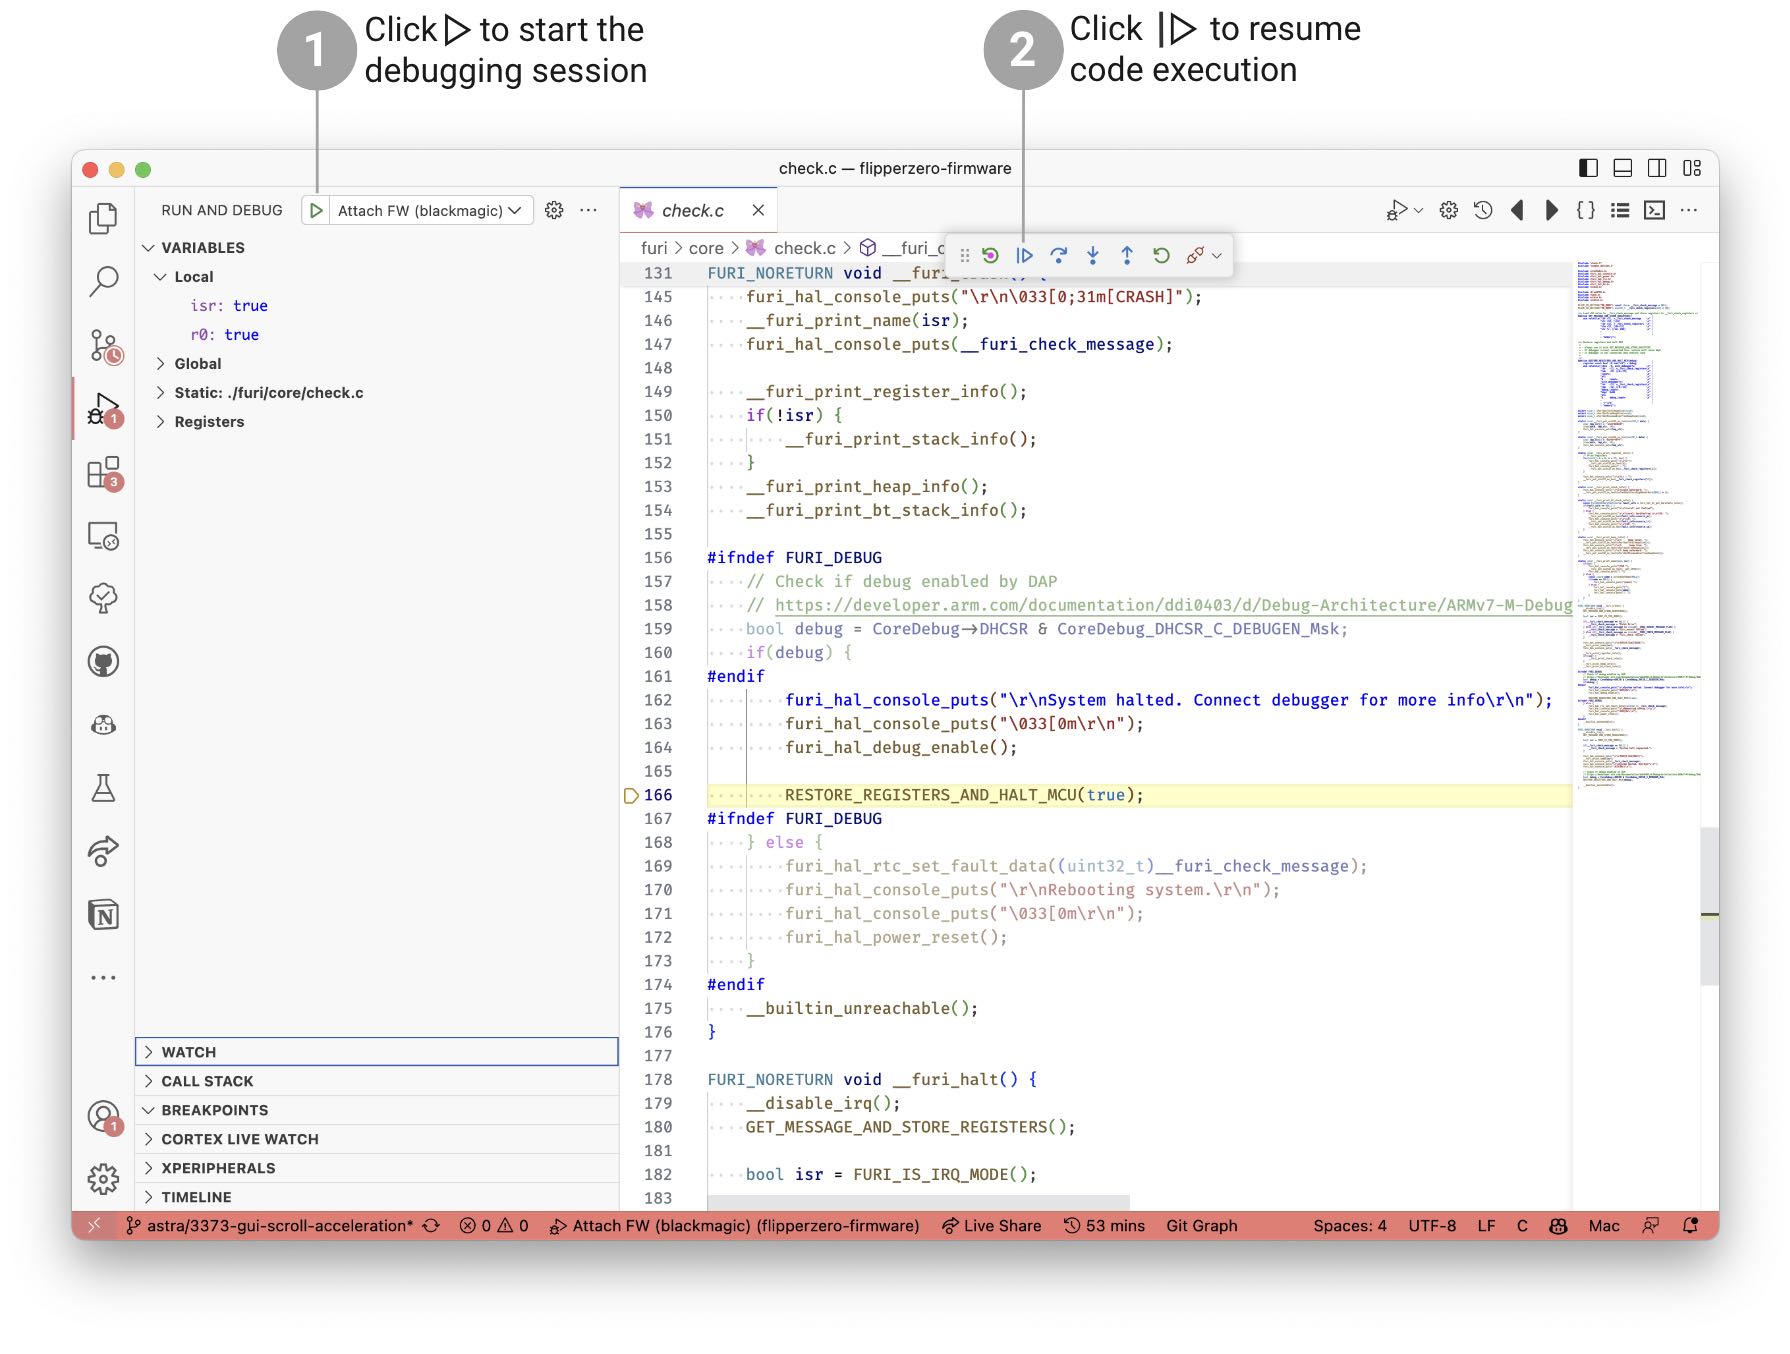 1
Click to start the
debugging session
2
Click to resume
code execution
check.c — flipperzero-firmware
RUN AND DEBUG
Attach FW (blackmagic)
check.c
VARIABLES
Local
isr: true
r0: true
Global
Static: ./furi/core/check.c
Registers
1
3
1
WATCH
CALL STACK
BREAKPOINTS
CORTEX LIVE WATCH
XPERIPHERALS
TIMELINE
furi > core > check.c > __furi_c
131 FURI_NORETURN void __furi_crash() {
145 furi_hal_console_puts("\r\n\033[0;31m[CRASH]");
146 __furi_print_name(isr);
147 furi_hal_console_puts(__furi_check_message);
148
149 __furi_print_register_info();
150 if(!isr) {
151 __furi_print_stack_info();
152 }
153 __furi_print_heap_info();
154 __furi_print_bt_stack_info();
155
156 #ifndef FURI_DEBUG
157 // Check if debug enabled by DAP
158 // https://developer.arm.com/documentation/ddi0403/d/Debug-Architecture/ARMv7-M-Debug
159 bool debug = CoreDebug->DHCSR & CoreDebug_DHCSR_C_DEBUGEN_Msk;
160 if(debug) {
161 #endif
162 furi_hal_console_puts("\r\nSystem halted. Connect debugger for more info\r\n");
163 furi_hal_console_puts("\033[0m\r\n");
164 furi_hal_debug_enable();
165
166 RESTORE_REGISTERS_AND_HALT_MCU(true);
167 #ifndef FURI_DEBUG
168 } else {
169 furi_hal_rtc_set_fault_data((uint32_t)__furi_check_message);
170 furi_hal_console_puts("\r\nRebooting system.\r\n");
171 furi_hal_console_puts("\033[0m\r\n");
172 furi_hal_power_reset();
173 }
174 #endif
175 __builtin_unreachable();
176 }
177
178 FURI_NORETURN void __furi_halt() {
179 __disable_irq();
180 GET_MESSAGE_AND_STORE_REGISTERS();
181
182 bool isr = FURI_IS_IRQ_MODE();
183
astra/3373-gui-scroll-acceleration* 0 0 Attach FW (blackmagic) (flipperzero-firmware) Live Share 53 mins Git Graph Spaces: 4 UTF-8 LF C Mac